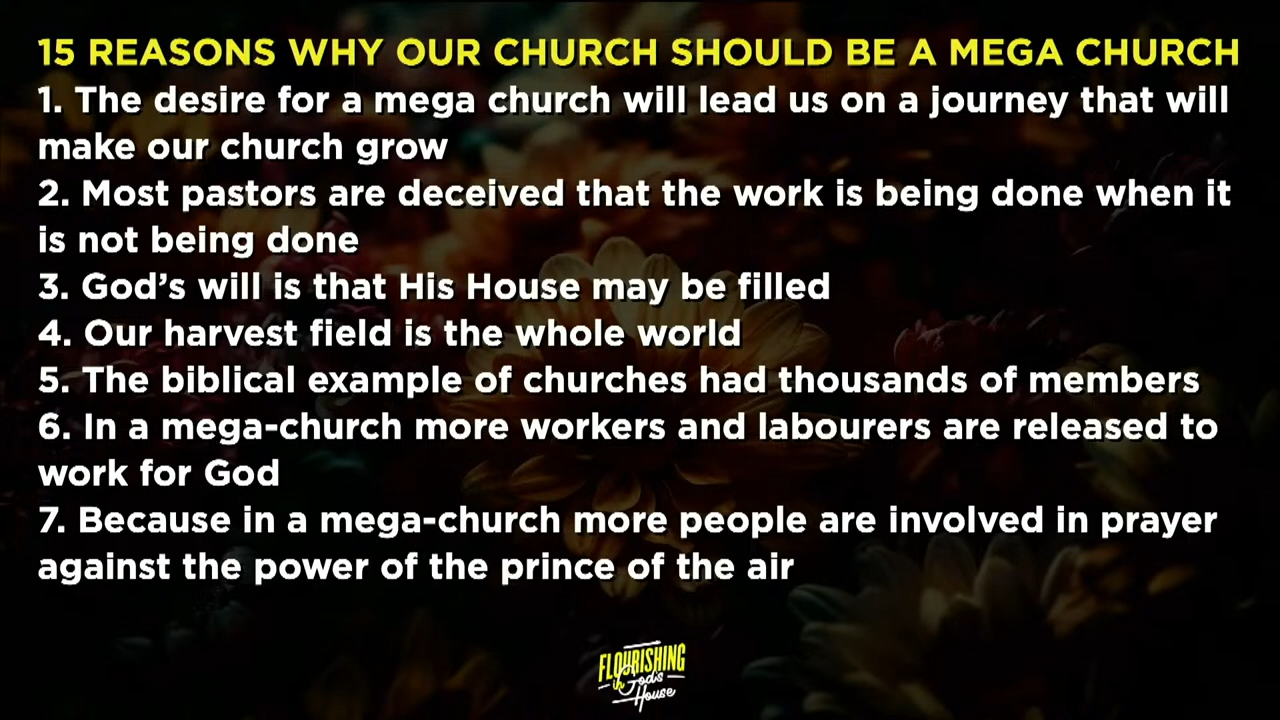 15 REASONS WHY OUR CHURCH SHOULD BE A MEGA CHURCH
1. The desire for a mega church will lead us on a journey that will
make our church grow
2. Most pastors are deceived that the work is being done when it
is not being done
3. God’s will is that His House may be filled
4. Our harvest field is the whole world
5. The biblical example of churches had thousands of members
6. In a mega-church more workers and labourers are released to
work for God
7. Because in a mega-church more people are involved in prayer
against the power of the prince of the air
FLOURISHING
in God's
House